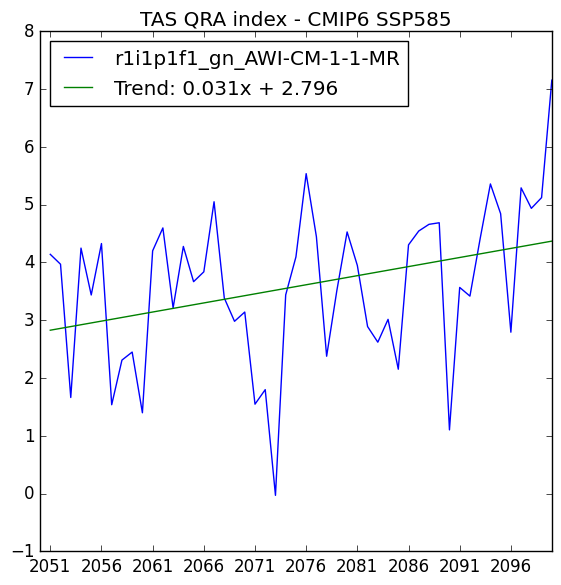 TAS QRA index - CMIP6 SSP585
r1i1p1f1_gn_AWI-CM-1-1-MR
Trend: 0.031x + 2.796
8
7
6
5
4
3
2
1
0
−1
2051 2056 2061 2066 2071 2076 2081 2086 2091 2096